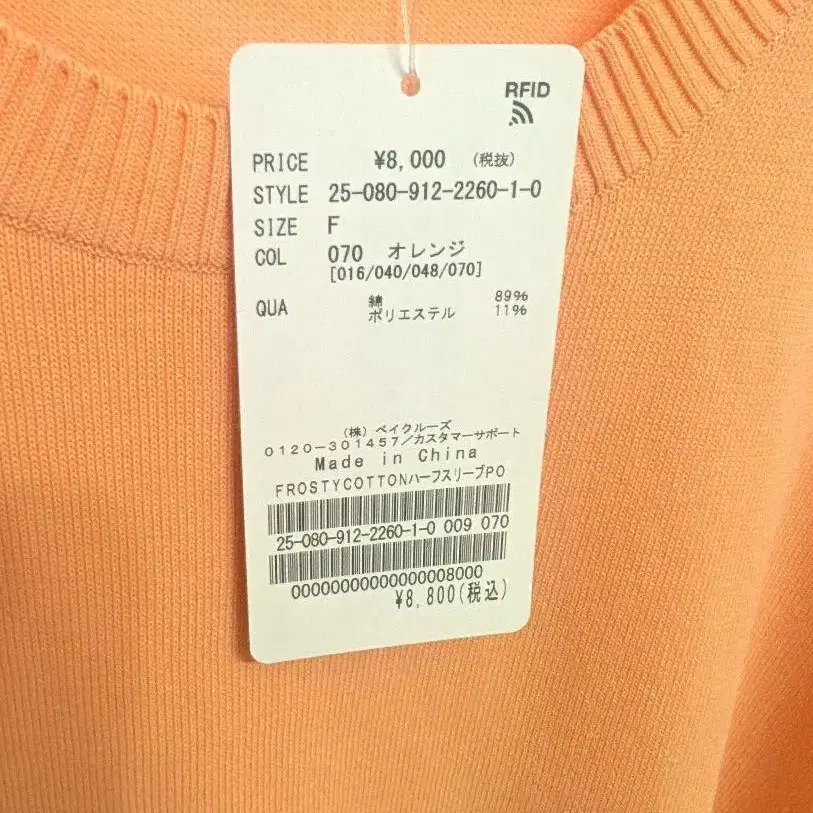 RFID
PRICE ¥8,000 (税抜)
STYLE 25-080-912-2260-1-0
SIZE F
COL 070 オレンジ
[016/040/048/070]
QUA 綿 89%
ポリエステル 11%
(株) ベイクルーズ
0120-301457/カスタマーサポート
Made in China
FROSTYCOTTONハーフスリーブPO
25-080-912-2260-1-0 009 070
00000000000000008000
¥8,800(税込)